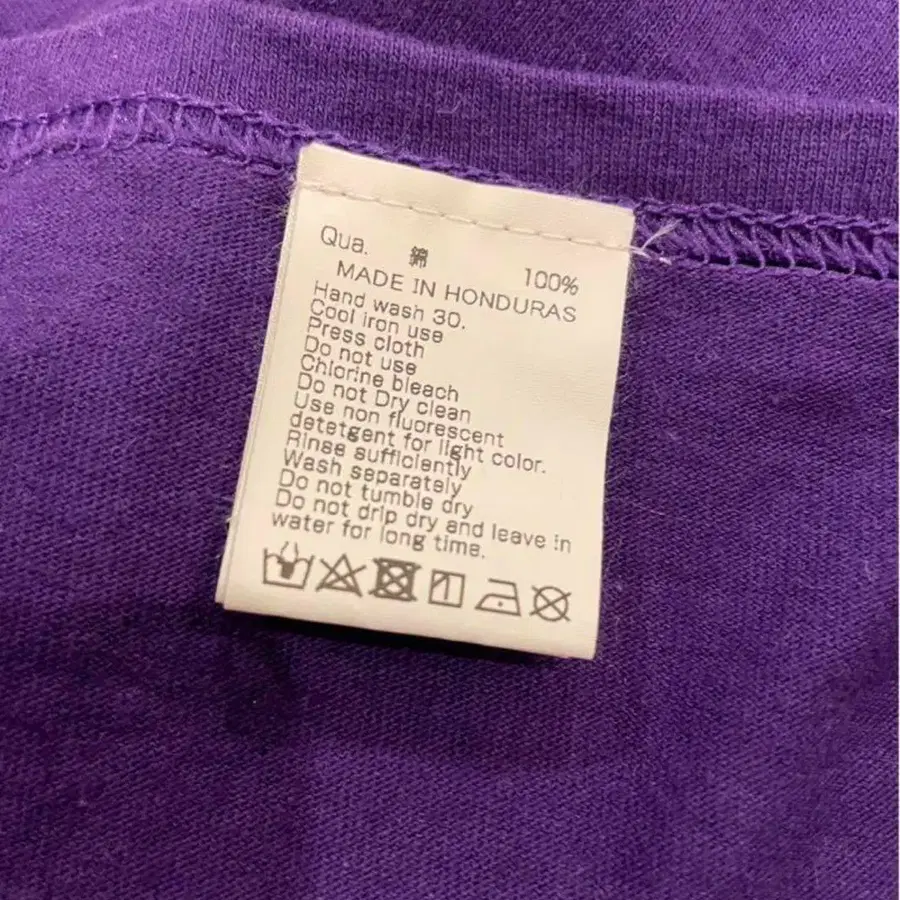 Qua. 綿 100%
MADE IN HONDURAS
Hand wash 30.
Cool iron use
Press cloth
Do not use
Chlorine bleach
Do not Dry clean
Use non fluorescent
detetgent for light color.
Rinse sufficiently
Wash separately
Do not tumble dry
Do not drip dry and leave in
water for long time.